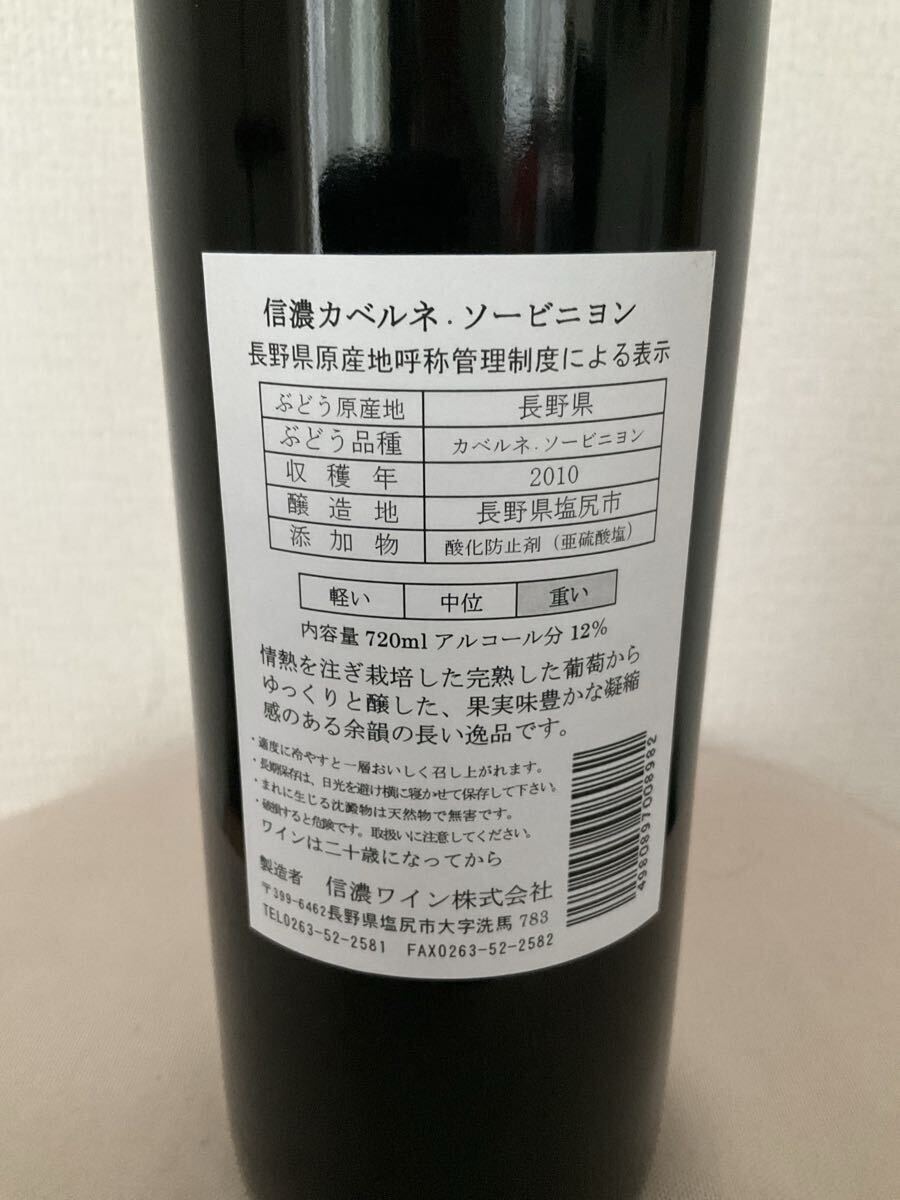 信濃カベルネ.ソービニヨン
長野県原産地呼称管理制度による表示
ぶどう原産地 長野県
ぶどう品種 カベルネ.ソービニヨン
収穫年 2010
醸造地 長野県塩尻市
添加物 酸化防止剤（亜硫酸塩）
軽い 中位 重い
内容量 720ml アルコール分 12%
情熱を注ぎ栽培した完熟した葡萄から
ゆっくりと醸した、果実味豊かな凝縮
感のある余韻の長い逸品です。
・適度に冷やすと一層おいしく召し上がれます。
・長期保存は、日光を避け横に寝かせて保存して下さい。
・まれに生じる沈澱物は天然物で無害です。
・破損すると危険です。取扱いに注意してください。
ワインは二十歳になってから
製造者 信濃ワイン株式会社
〒399-6462長野県塩尻市大字洗馬 783
TEL0263-52-2581 FAX0263-52-2582
4980897008982